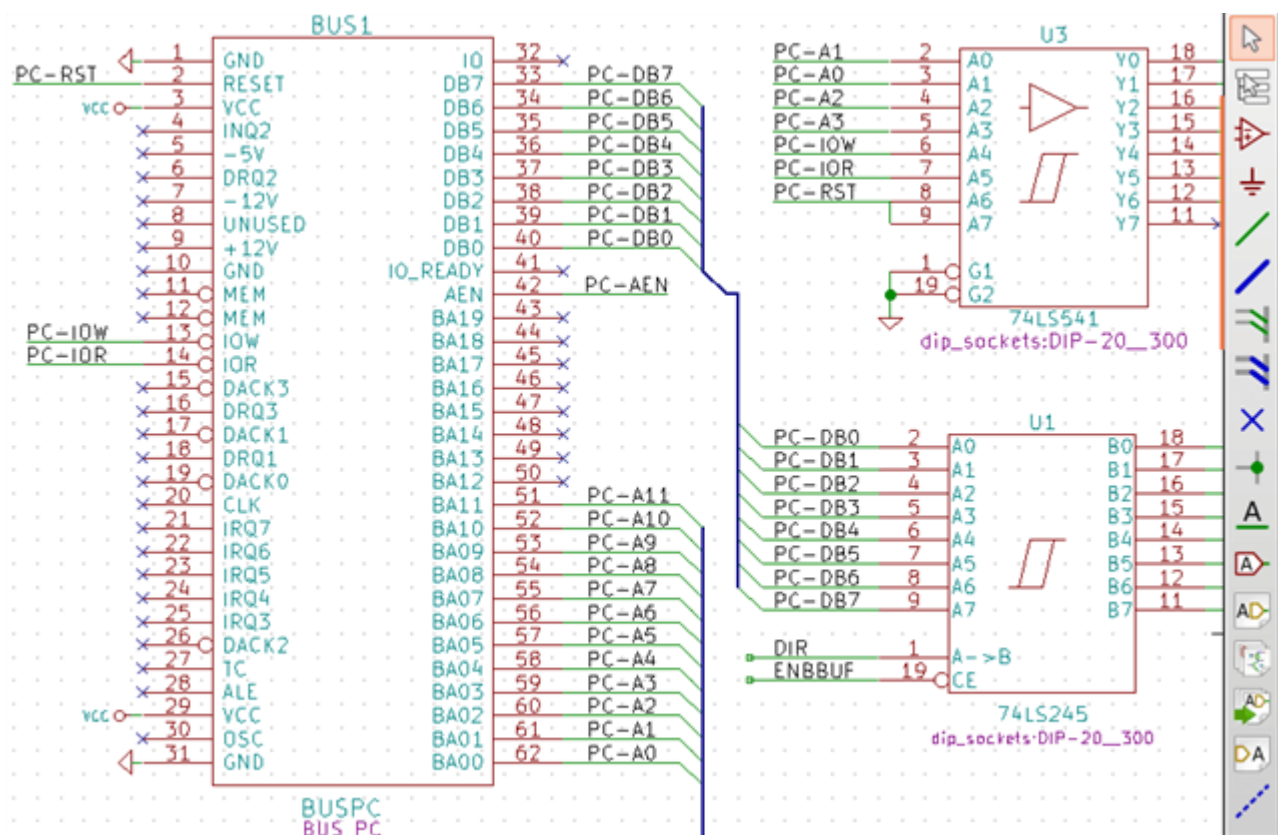 BUS1
1 GND IO 32
PC-RST 2 RESET DB7 33 PC-DB7
VCC 3 VCC DB6 34 PC-DB6
4 INQ2 DB5 35 PC-DB5
5 -5V DB4 36 PC-DB4
6 DRQ2 DB3 37 PC-DB3
7 -12V DB2 38 PC-DB2
8 UNUSED DB1 39 PC-DB1
9 +12V DB0 40 PC-DB0
10 GND IO_READY 41
11 MEM AEN 42 PC-AEN
12 MEM BA19 43
PC-IOW 13 IOW BA18 44
PC-IOR 14 IOR BA17 45
15 DACK3 BA16 46
16 DRQ3 BA15 47
17 DACK1 BA14 48
18 DRQ1 BA13 49
19 DACK0 BA12 50
20 CLK BA11 51 PC-A11
21 IRQ7 BA10 52 PC-A10
22 IRQ6 BA09 53 PC-A9
23 IRQ5 BA08 54 PC-A8
24 IRQ4 BA07 55 PC-A7
25 IRQ3 BA06 56 PC-A6
26 DACK2 BA05 57 PC-A5
27 TC BA04 58 PC-A4
28 ALE BA03 59 PC-A3
VCC 29 VCC BA02 60 PC-A2
30 OSC BA01 61 PC-A1
31 GND BA00 62 PC-A0
BUSPC
BUS_PC
U3
PC-A1 2 A0 Y0 18
PC-A0 3 A1 Y1 17
PC-A2 4 A2 Y2 16
PC-A3 5 A3 Y3 15
PC-IOW 6 A4 Y4 14
PC-IOR 7 A5 Y5 13
PC-RST 8 A6 Y6 12
9 A7 Y7 11
1 G1
19 G2
74LS541
dip_sockets:DIP-20__300
U1
PC-DB0 2 A0 B0 18
PC-DB1 3 A1 B1 17
PC-DB2 4 A2 B2 16
PC-DB3 5 A3 B3 15
PC-DB4 6 A4 B4 14
PC-DB5 7 A5 B5 13
PC-DB6 8 A6 B6 12
PC-DB7 9 A7 B7 11
DIR 1 A->B
ENBBUF 19 CE
74LS245
dip_sockets:DIP-20__300
A
A
AD
AD
DA